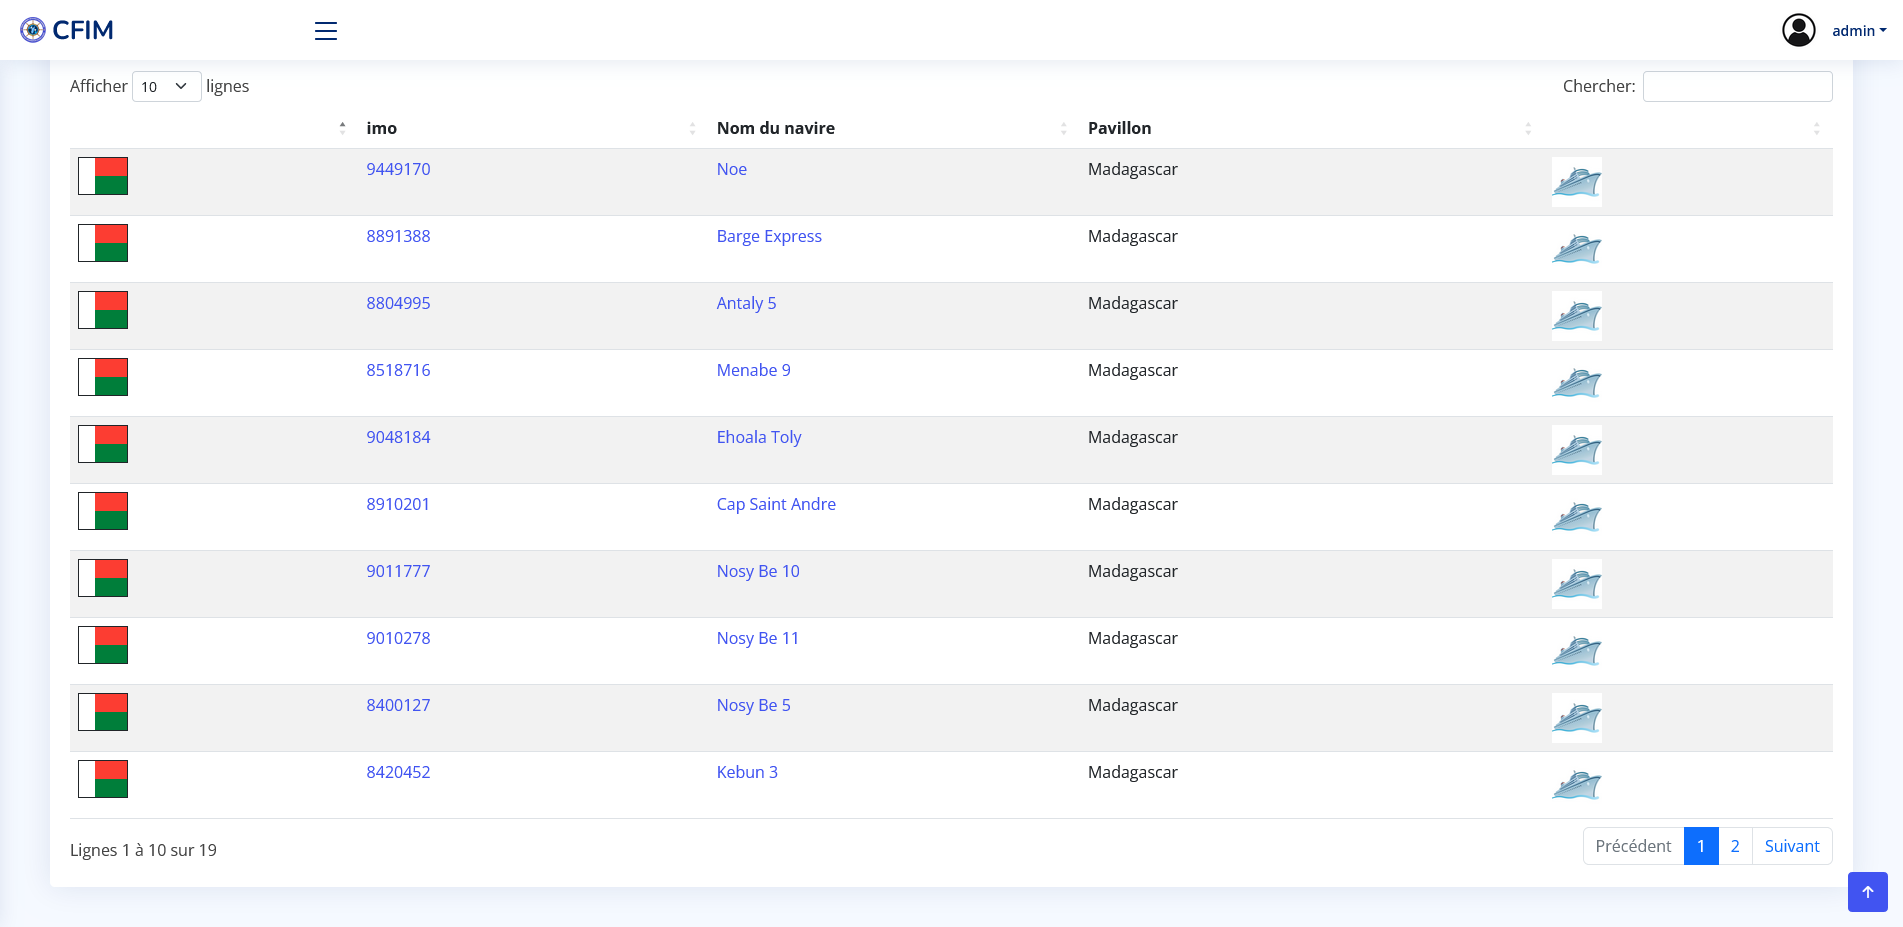 CFIM admin
Afficher 10 lignes Chercher:
imo Nom du navire Pavillon
9449170 Noe Madagascar
8891388 Barge Express Madagascar
8804995 Antaly 5 Madagascar
8518716 Menabe 9 Madagascar
9048184 Ehoala Toly Madagascar
8910201 Cap Saint Andre Madagascar
9011777 Nosy Be 10 Madagascar
9010278 Nosy Be 11 Madagascar
8400127 Nosy Be 5 Madagascar
8420452 Kebun 3 Madagascar
Lignes 1 à 10 sur 19 Précédent 1 2 Suivant